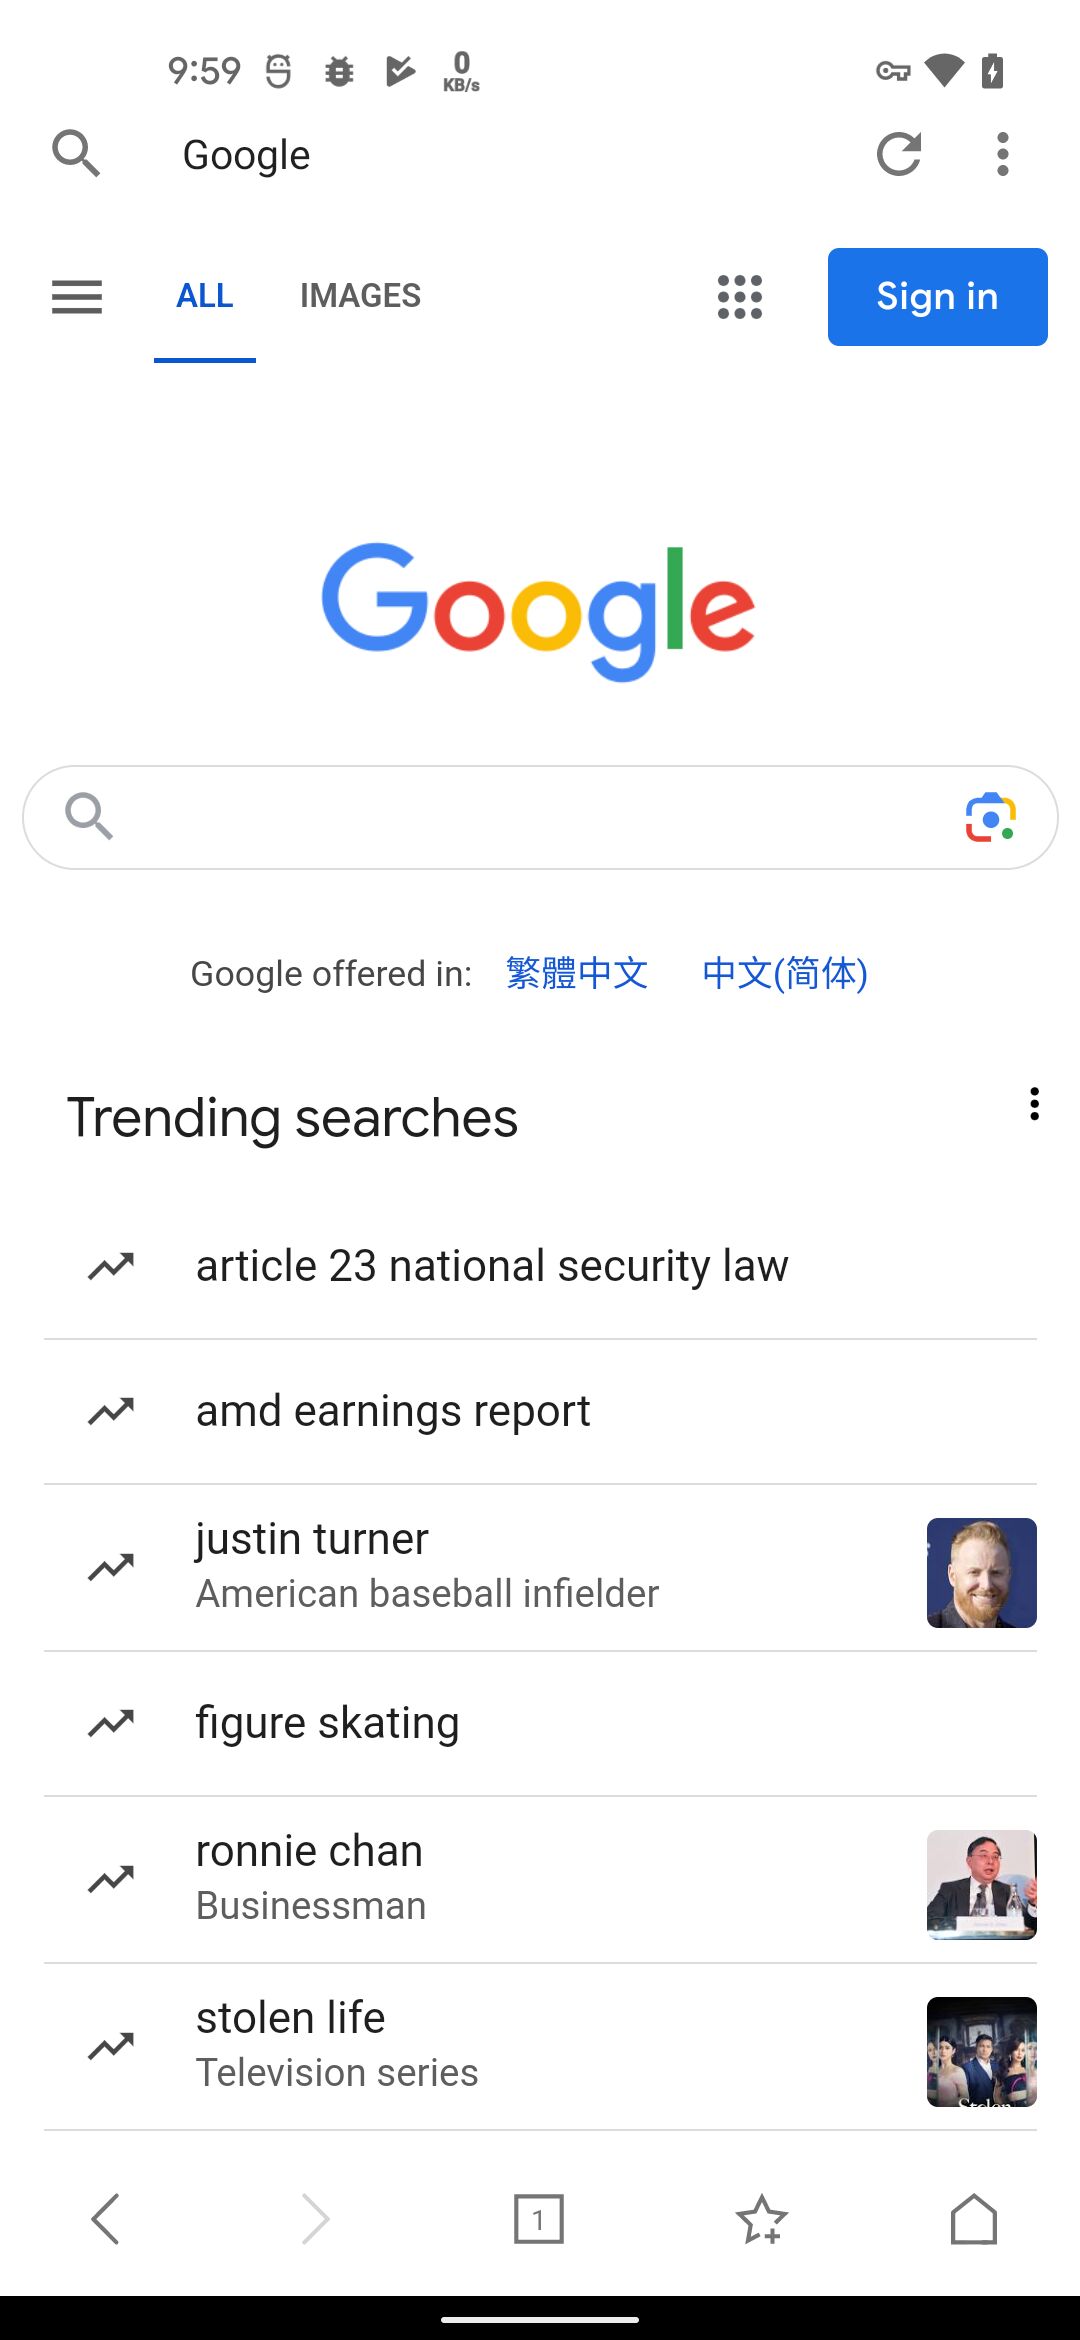 9:59 0 KB/s
Google
ALL IMAGES Sign in
Google
Google offered in: 繁體中文 中文(简体)
Trending searches
article 23 national security law
amd earnings report
justin turner
American baseball infielder
figure skating
ronnie chan
Businessman
stolen life
Television series
Stolen
1